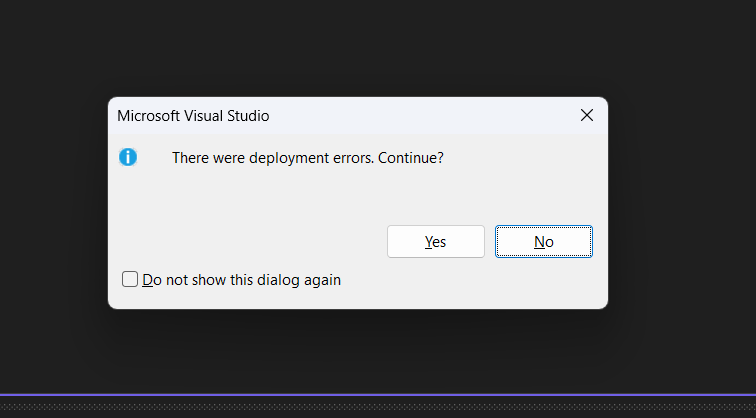 Microsoft Visual Studio
There were deployment errors. Continue?
Yes
No
Do not show this dialog again